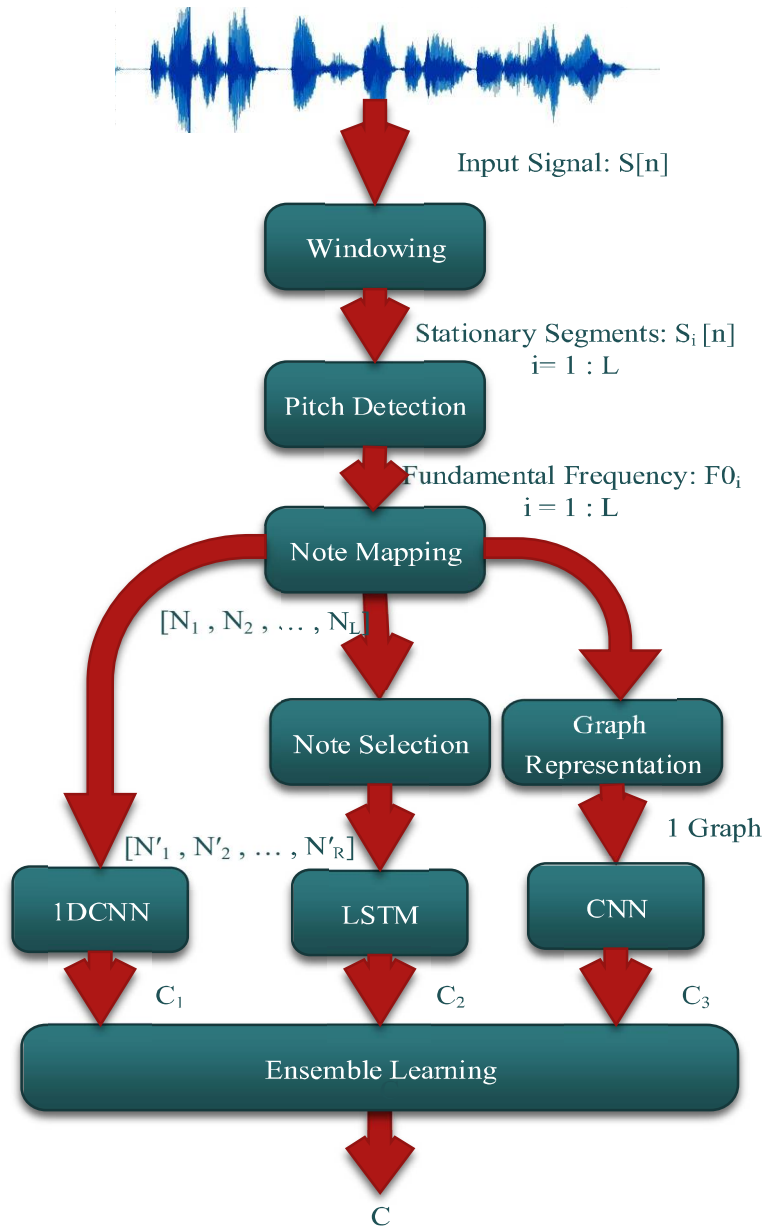 Input Signal: S[n]
Windowing
Stationary Segments: Sᵢ [n]
i= 1 : L
Pitch Detection
Fundamental Frequency: F0ᵢ
i = 1 : L
Note Mapping
[N₁ , N₂ , … , N_L]
Note Selection
Graph
Representation
1 Graph
[N′₁ , N′₂ , … , N′_R]
1DCNN
LSTM
CNN
C₁
C₂
C₃
Ensemble Learning
C